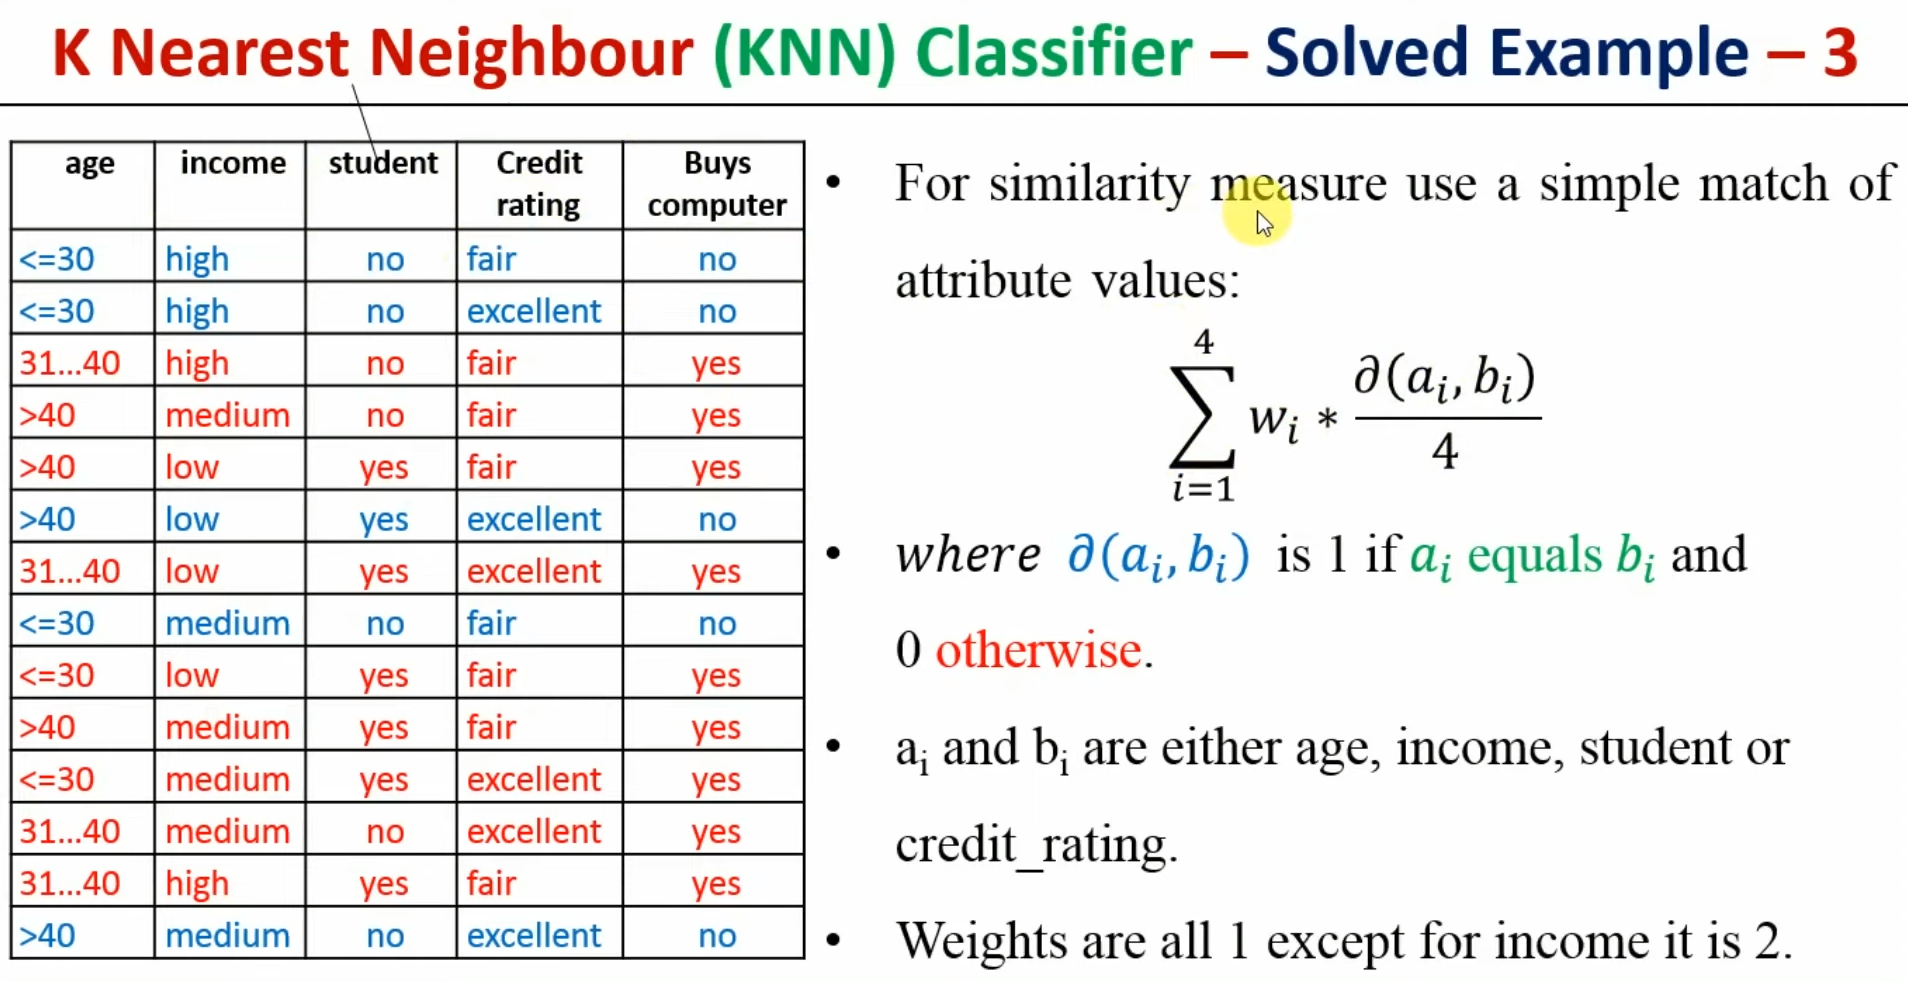 K Nearest Neighbour (KNN) Classifier – Solved Example – 3
age income student Credit rating Buys computer
<=30 high no fair no
<=30 high no excellent no
31...40 high no fair yes
>40 medium no fair yes
>40 low yes fair yes
>40 low yes excellent no
31...40 low yes excellent yes
<=30 medium no fair no
<=30 low yes fair yes
>40 medium yes fair yes
<=30 medium yes excellent yes
31...40 medium no excellent yes
31...40 high yes fair yes
>40 medium no excellent no
• For similarity measure use a simple match of
attribute values:
∑_{i=1}^{4} w_i * ∂(a_i, b_i) / 4
• where ∂(a_i, b_i) is 1 if a_i equals b_i and
0 otherwise.
• a_i and b_i are either age, income, student or
credit_rating.
• Weights are all 1 except for income it is 2.